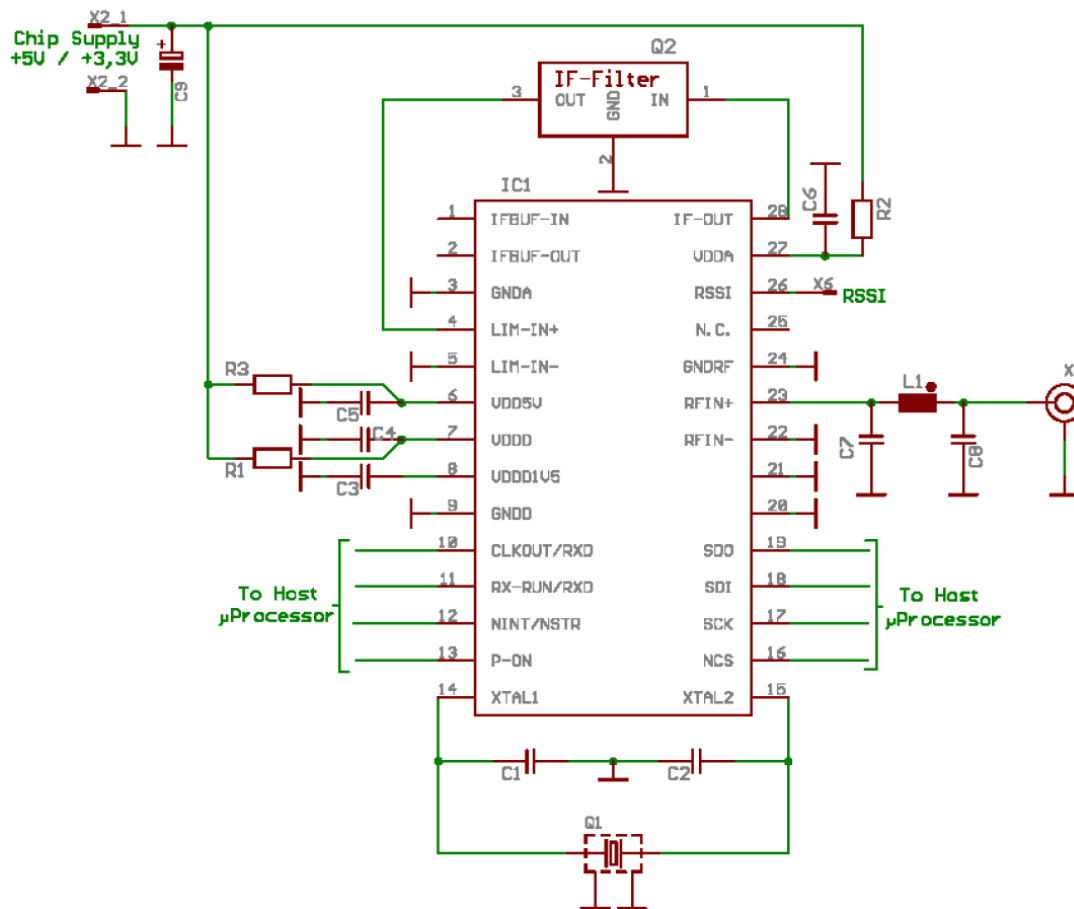 X2_1
Chip Supply
+5V / +3,3V
X2_2
+
C9
Q2
IF-Filter
3 OUT GND IN 1
2
IC1
C6
R2
1 IFBUF-IN IF-OUT 28
2 IFBUF-OUT VDDA 27
3 GNDA RSSI 26 X6 RSSI
4 LIM-IN+ N.C. 25
5 LIM-IN- GNDRF 24
R3
6 VDD5V RFIN+ 23 L1 X
C5
7 VDDD RFIN- 22
C4
C7
C8
R1
8 VDDD1V5 21
C3
9 GNDD 20
10 CLKOUT/RXD SDO 19
11 RX-RUN/RXD SDI 18
To Host
µProcessor
To Host
µProcessor
12 NINT/NSTR SCK 17
13 P-ON NCS 16
14 XTAL1 XTAL2 15
C1
C2
Q1